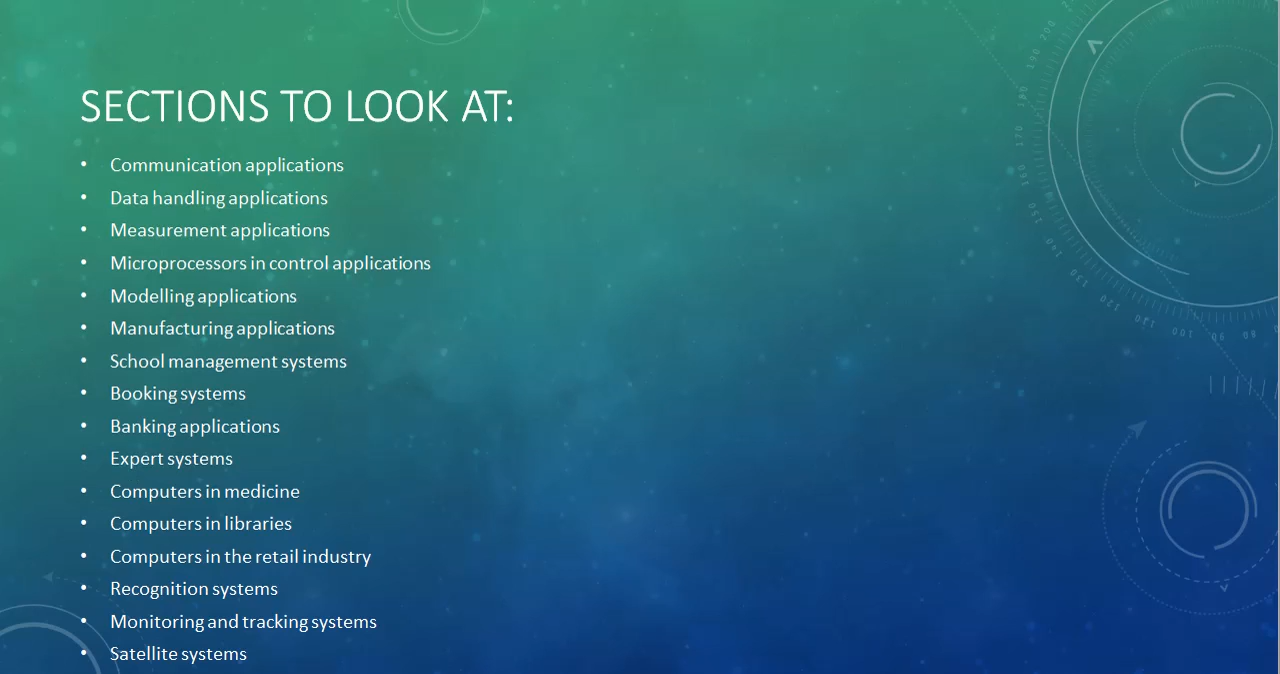 SECTIONS TO LOOK AT:
• Communication applications
• Data handling applications
• Measurement applications
• Microprocessors in control applications
• Modelling applications
• Manufacturing applications
• School management systems
• Booking systems
• Banking applications
• Expert systems
• Computers in medicine
• Computers in libraries
• Computers in the retail industry
• Recognition systems
• Monitoring and tracking systems
• Satellite systems